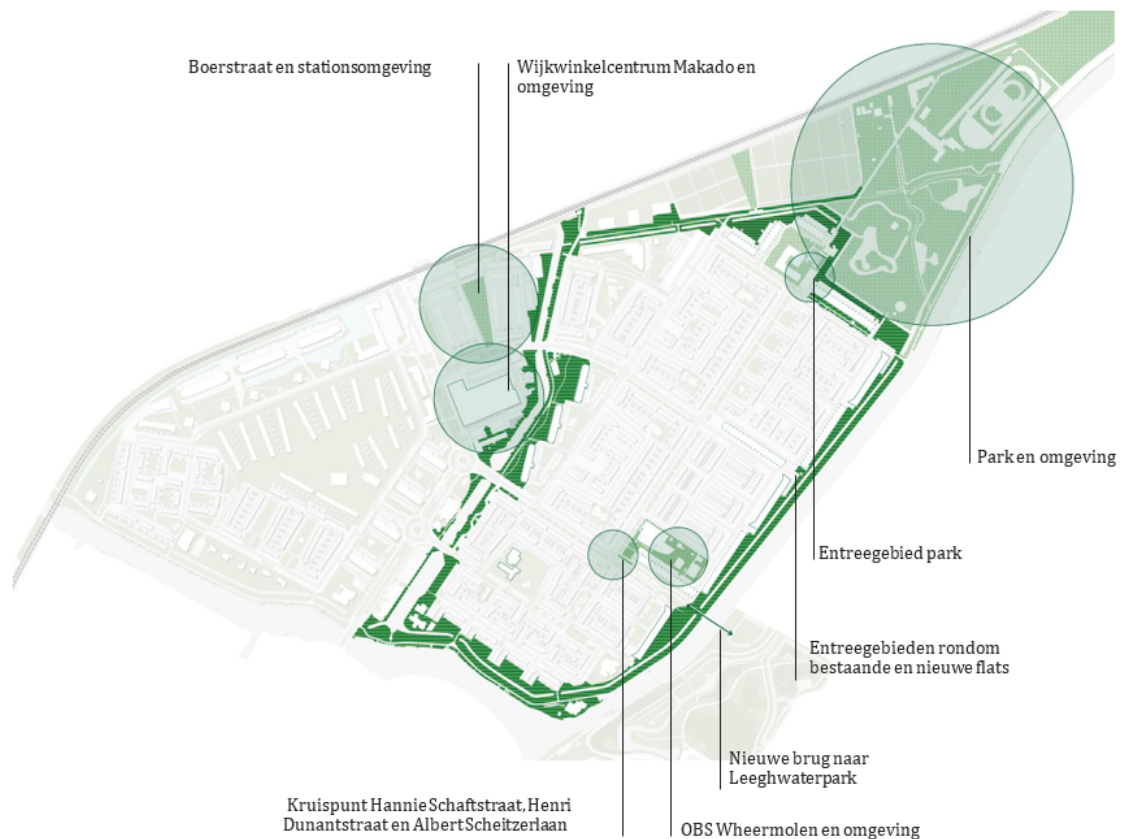 Boerstraat en stationsomgeving
Wijkwinkelcentrum Makado en
omgeving
Park en omgeving
Entreegebied park
Entreegebieden rondom
bestaande en nieuwe flats
Nieuwe brug naar
Leeghwaterpark
Kruispunt Hannie Schaftstraat, Henri
Dunantstraat en Albert Scheitzerlaan
OBS Wheermolen en omgeving